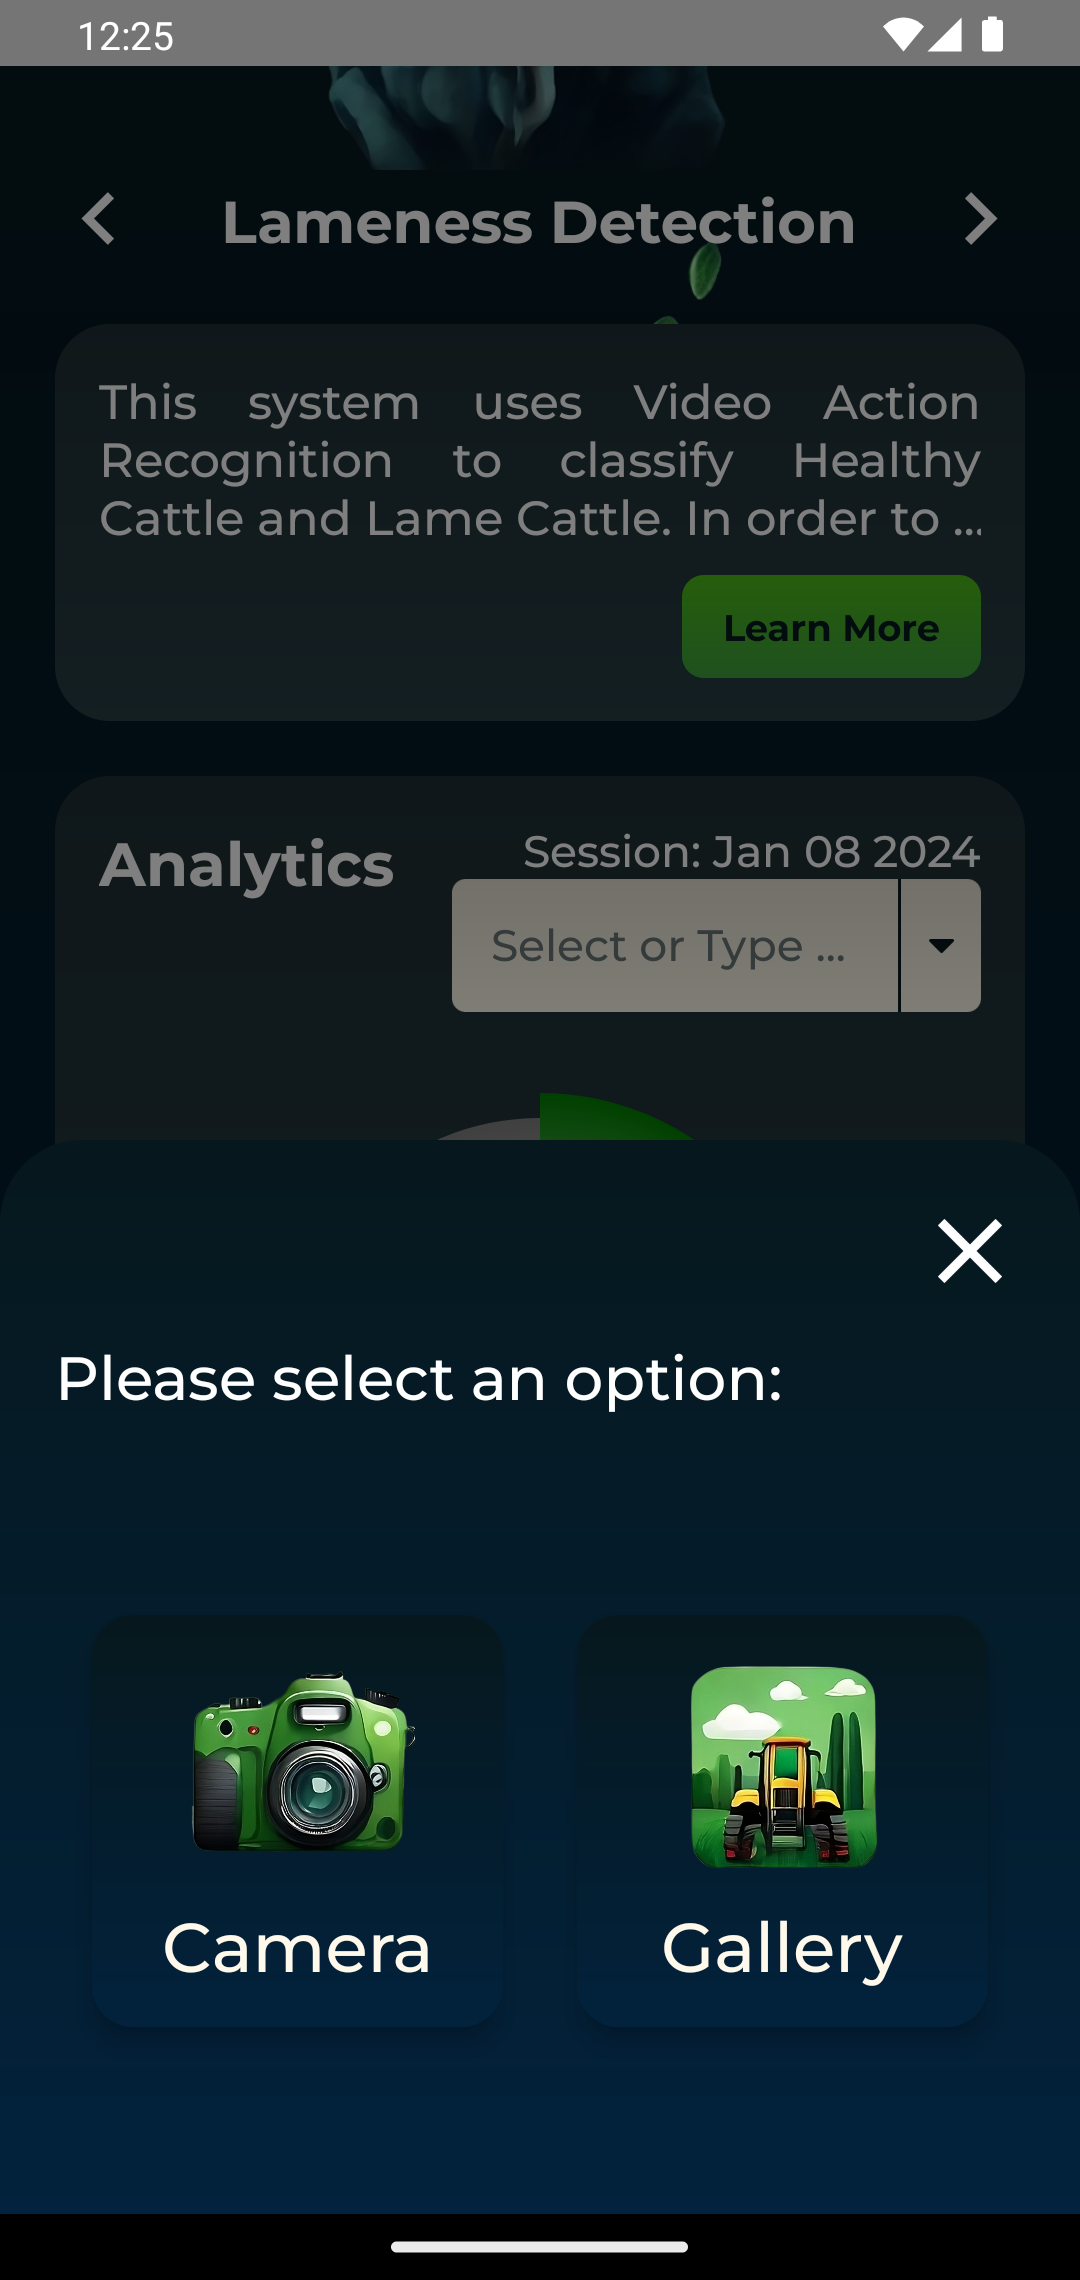 12:25
Lameness Detection
This system uses Video Action
Recognition to classify Healthy
Cattle and Lame Cattle. In order to ...
Learn More
Analytics
Session: Jan 08 2024
Select or Type ...
Please select an option:
Camera
Gallery